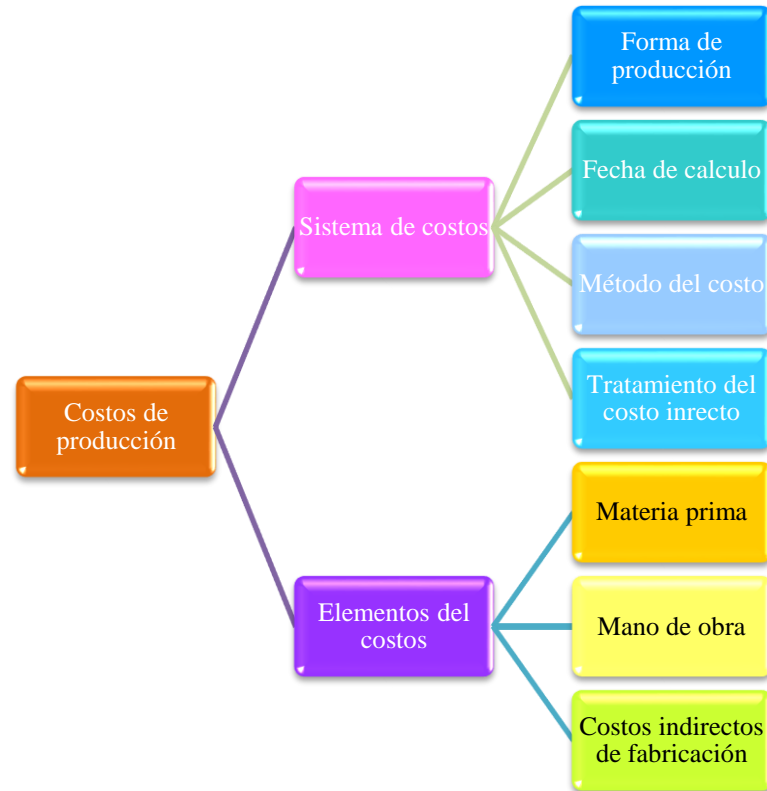 Costos de
producción
Sistema de costos
Forma de
producción
Fecha de calculo
Método del costo
Tratamiento del
costo inrecto
Elementos del
costos
Materia prima
Mano de obra
Costos indirectos
de fabricación